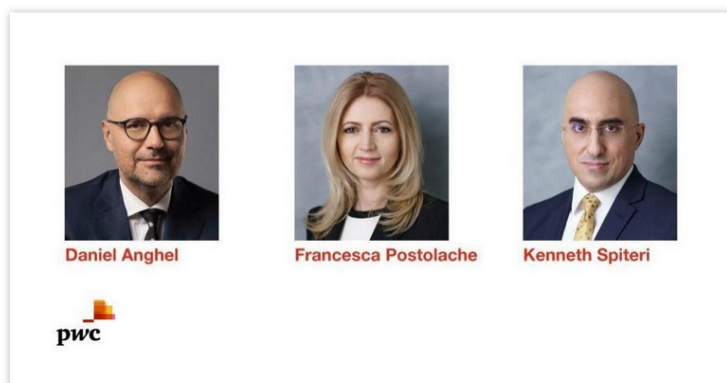 Daniel Anghel
Francesca Postolache
Kenneth Spiteri
pwc